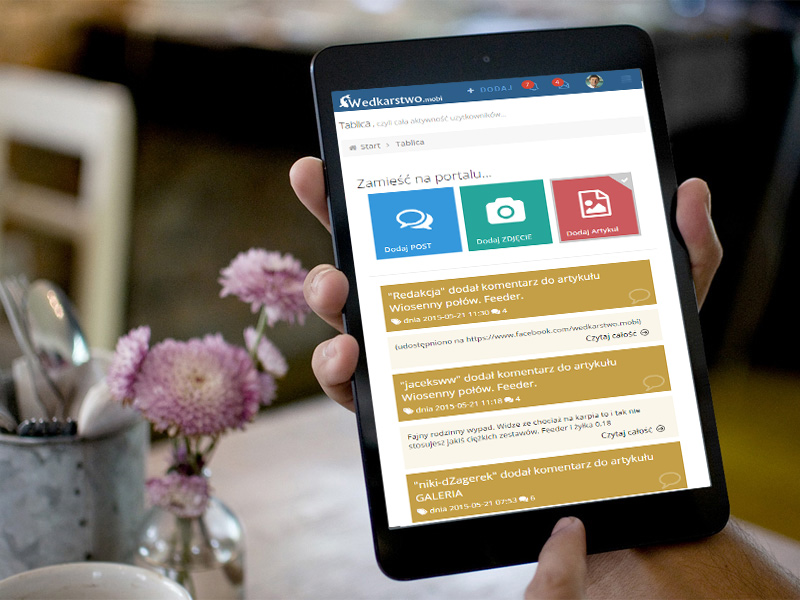 Wedkarstwo.mobi
+ DODAJ 7 4
Tablica , czyli cała aktywność użytkowników...
Start > Tablica
Zamieść na portalu...
Dodaj POST
Dodaj ZDJĘCIE
Dodaj Artykuł
"Redakcja" dodał komentarz do artykułu
Wiosenny połów. Feeder.
dnia 2015-05-21 11:30 4
(udostępniono na https://www.facebook.com/wedkarstwo.mobi)
Czytaj całość
"jaceksww" dodał komentarz do artykułu
Wiosenny połów. Feeder.
dnia 2015-05-21 11:18 4
Fajny rodzinny wypad. Widzę że chociaż na karpia to i tak nie
stosujesz jakiś ciężkich zestawów. Feeder i żyłka 0.18
Czytaj całość
"niki-dZagerek" dodał komentarz do artykułu
GALERIA
dnia 2015-05-21 07:53 6